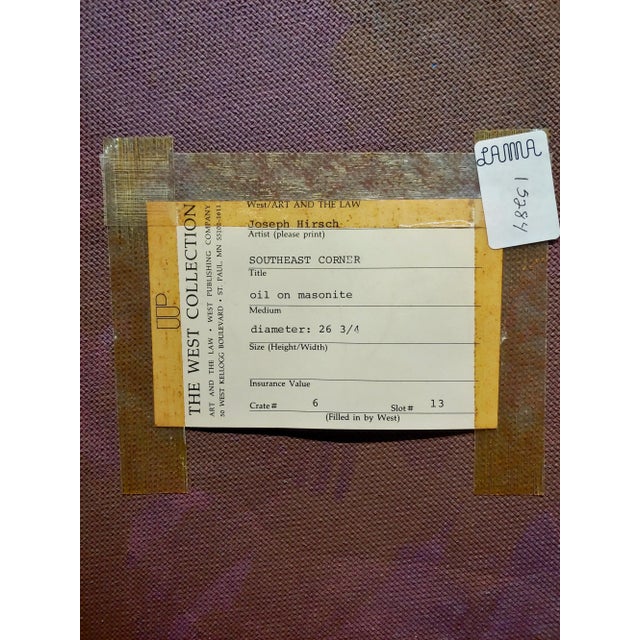 LAMA
15284
West/ART AND THE LAW
Joseph Hirsch
Artist (please print)
SOUTHEAST CORNER
Title
oil on masonite
Medium
diameter: 26 3/4
Size (Height/Width)
Insurance Value
Crate # 6 Slot # 13
(Filled in by West)
THE WEST COLLECTION
ART AND THE LAW • WEST PUBLISHING COMPANY
50 WEST KELLOGG BOULEVARD • ST. PAUL, MN 55102-1611